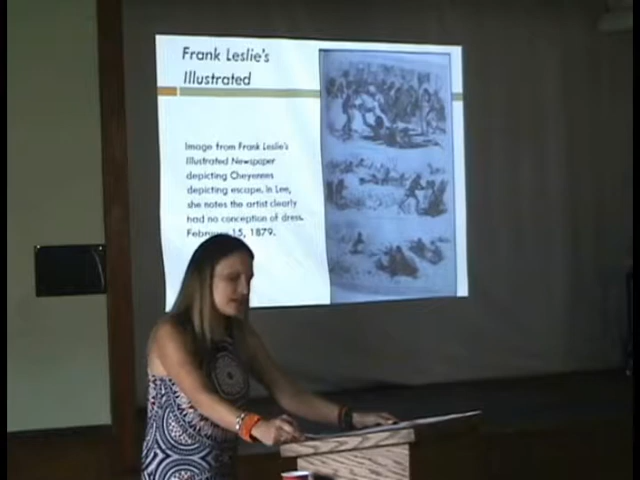 Frank Leslie's
Illustrated
Image from Frank Leslie's
Illustrated Newspaper
depicting Cheyennes
depicting escape. In Lee,
she notes the artist clearly
had no conception of dress.
February 15, 1879.